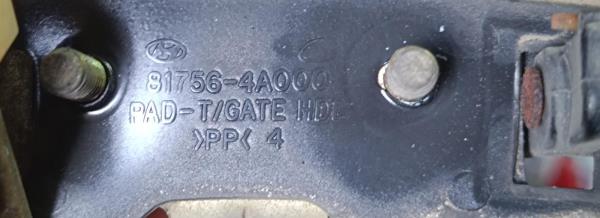 81756-4A000
PAD-T/GATE HDL
>PP< 4